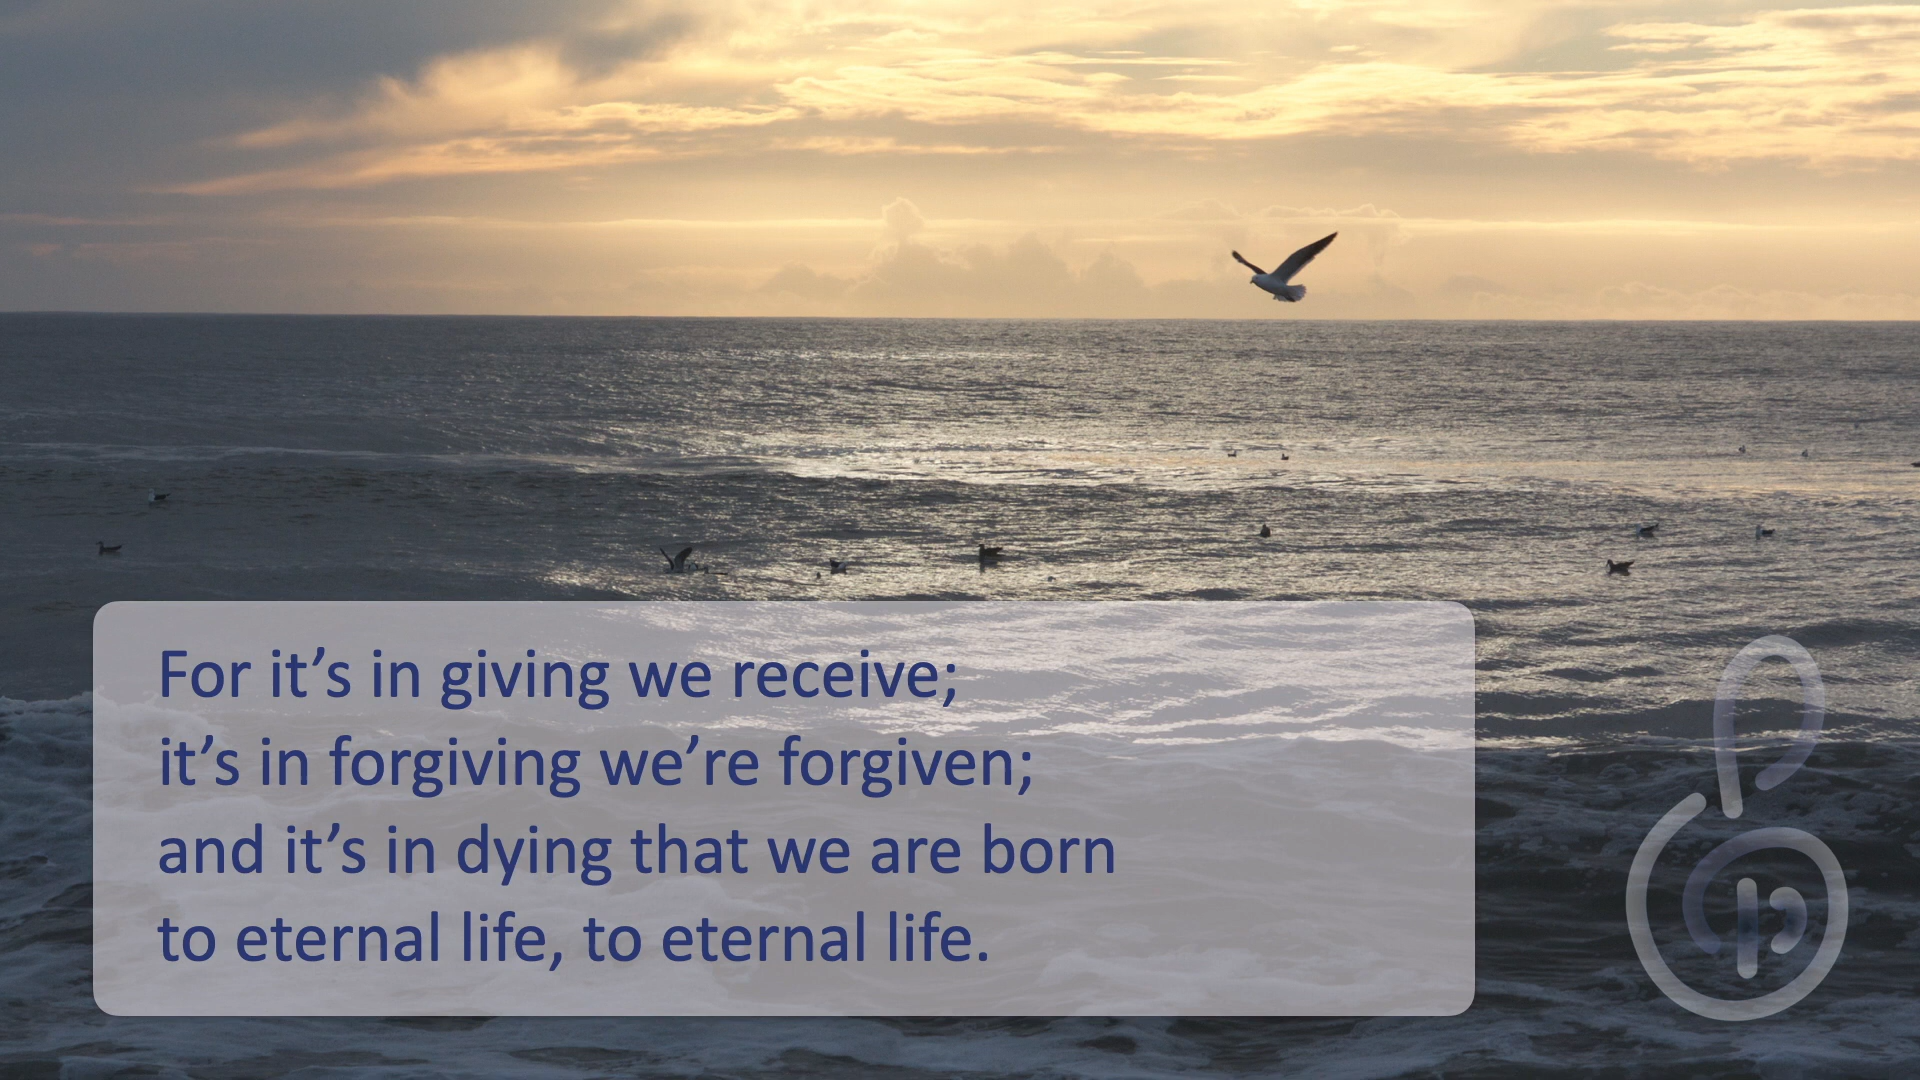 For it’s in giving we receive;
it’s in forgiving we’re forgiven;
and it’s in dying that we are born
to eternal life, to eternal life.